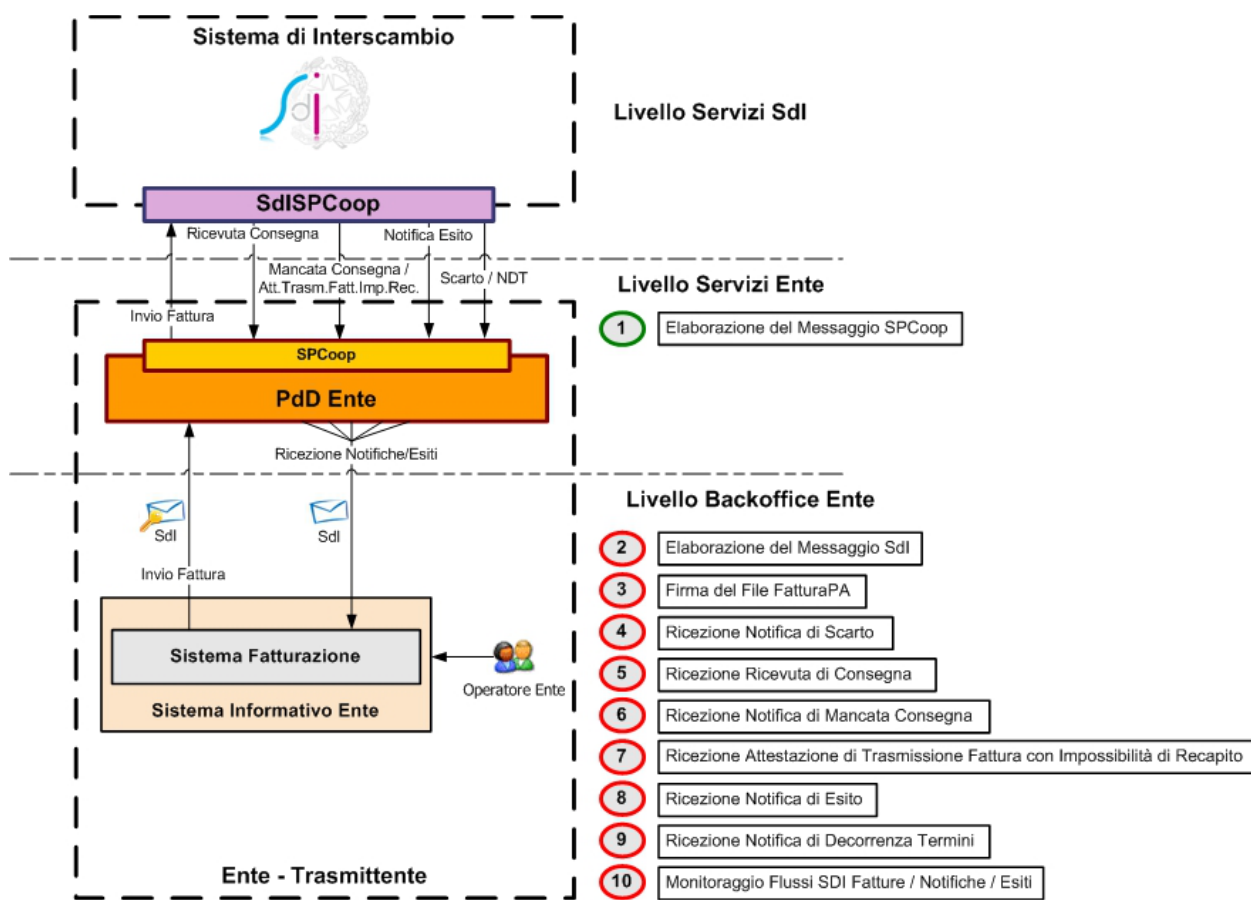 Sistema di Interscambio
Sdi
Livello Servizi SdI
SdISPCoop
Ricevuta Consegna
Notifica Esito
Mancata Consegna /
Att.Trasm.Fatt.Imp.Rec.
Scarto / NDT
Invio Fattura
Livello Servizi Ente
1
Elaborazione del Messaggio SPCoop
SPCoop
PdD Ente
Ricezione Notifiche/Esiti
Livello Backoffice Ente
SdI
SdI
Invio Fattura
2
Elaborazione del Messaggio SdI
3
Firma del File FatturaPA
4
Ricezione Notifica di Scarto
5
Ricezione Ricevuta di Consegna
6
Ricezione Notifica di Mancata Consegna
7
Ricezione Attestazione di Trasmissione Fattura con Impossibilità di Recapito
8
Ricezione Notifica di Esito
9
Ricezione Notifica di Decorrenza Termini
10
Monitoraggio Flussi SDI Fatture / Notifiche / Esiti
Sistema Fatturazione
Sistema Informativo Ente
Operatore Ente
Ente - Trasmittente